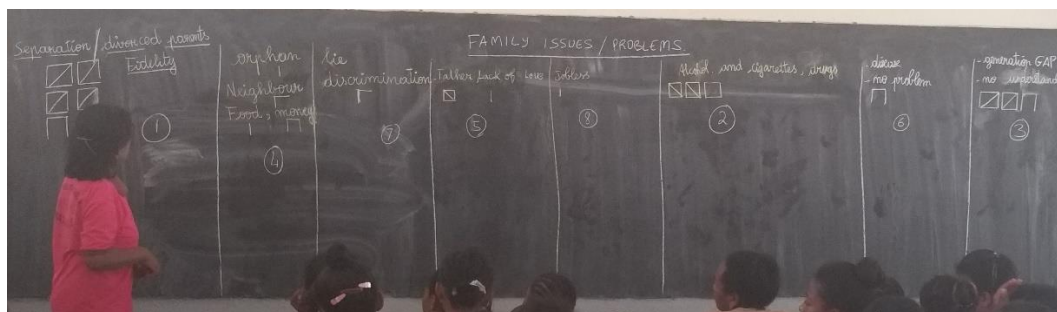 FAMILY ISSUES / PROBLEMS
Separation / divorced parents
Fidelity
1
orphan
Neighbour
Food, money
4
lie
discrimination
7
Father Lack of Love
5
jobless
8
Alcohol, and cigarettes, drugs
2
- disease
- no problem
6
- generation GAP
- no
3